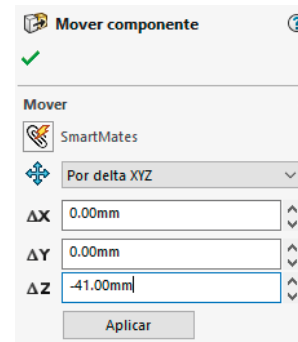 Mover componente
Mover
SmartMates
Por delta XYZ
ΔX 0.00mm
ΔY 0.00mm
ΔZ -41.00mm
Aplicar